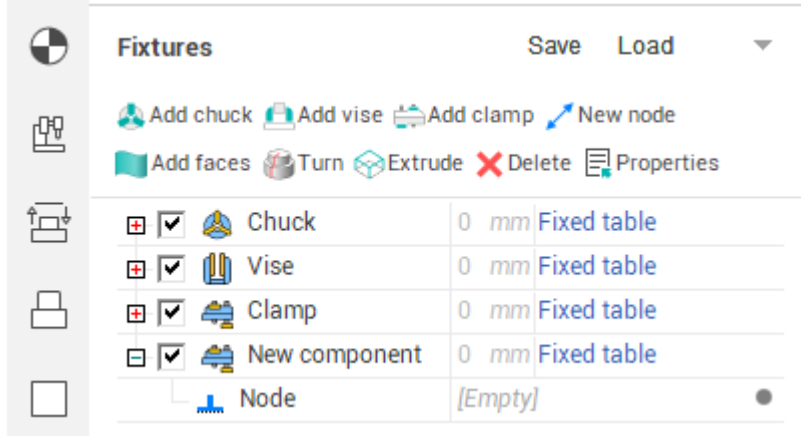 Fixtures Save Load
Add chuck Add vise Add clamp New node
Add faces Turn Extrude Delete Properties
Chuck 0 mm Fixed table
Vise 0 mm Fixed table
Clamp 0 mm Fixed table
New component 0 mm Fixed table
Node [Empty]